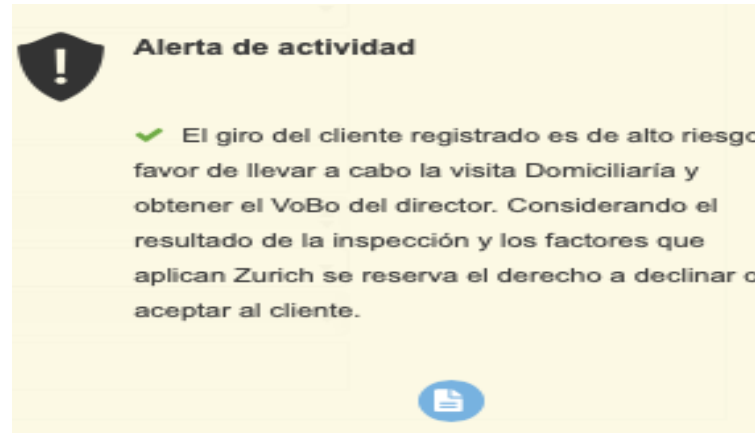 Alerta de actividad
El giro del cliente registrado es de alto riesgo
favor de llevar a cabo la visita Domiciliaría y
obtener el VoBo del director. Considerando el
resultado de la inspección y los factores que
aplican Zurich se reserva el derecho a declinar o
aceptar al cliente.